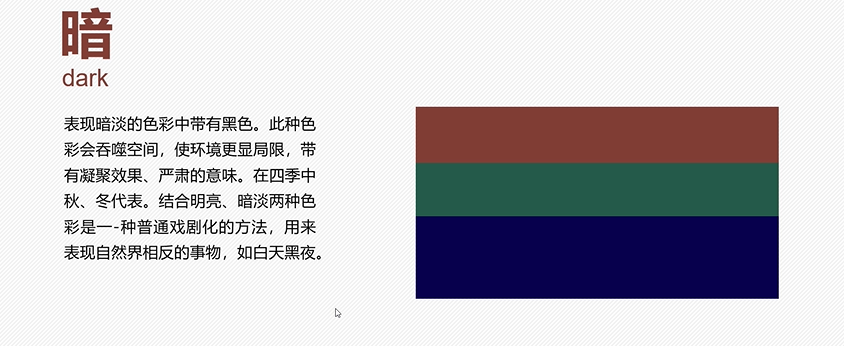 暗
dark
表现暗淡的色彩中带有黑色。此种色
彩会吞噬空间，使环境更显局限，带
有凝聚效果、严肃的意味。在四季中
秋、冬代表。结合明亮、暗淡两种色
彩是一-种普通戏剧化的方法，用来
表现自然界相反的事物，如白天黑夜。